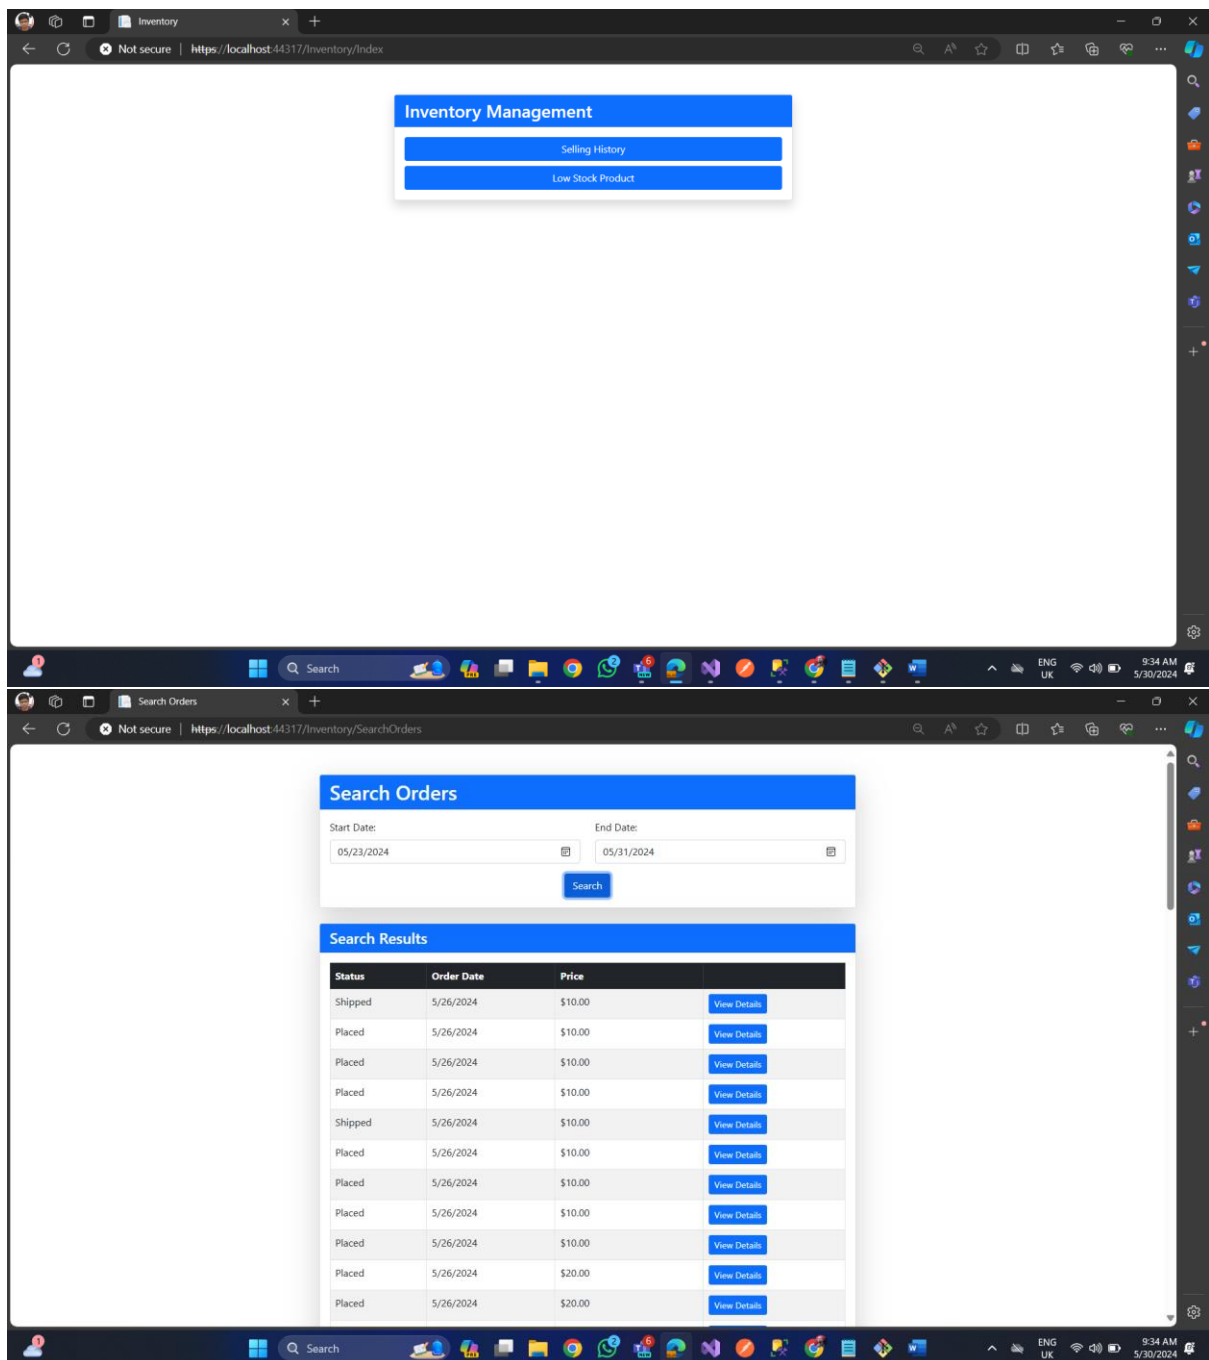 Inventory
Not secure | https://localhost:44317/Inventory/Index
Inventory Management
Selling History
Low Stock Product
1
Search
2
6
ENG
UK
9:34 AM
5/30/2024
Search Orders
Not secure | https://localhost:44317/Inventory/SearchOrders
Search Orders
Start Date: End Date:
05/23/2024 05/31/2024
Search
Search Results
Status Order Date Price
Shipped 5/26/2024 $10.00 View Details
Placed 5/26/2024 $10.00 View Details
Placed 5/26/2024 $10.00 View Details
Placed 5/26/2024 $10.00 View Details
Shipped 5/26/2024 $10.00 View Details
Placed 5/26/2024 $10.00 View Details
Placed 5/26/2024 $10.00 View Details
Placed 5/26/2024 $10.00 View Details
Placed 5/26/2024 $10.00 View Details
Placed 5/26/2024 $20.00 View Details
Placed 5/26/2024 $20.00 View Details
1
Search
2
6
ENG
UK
9:34 AM
5/30/2024